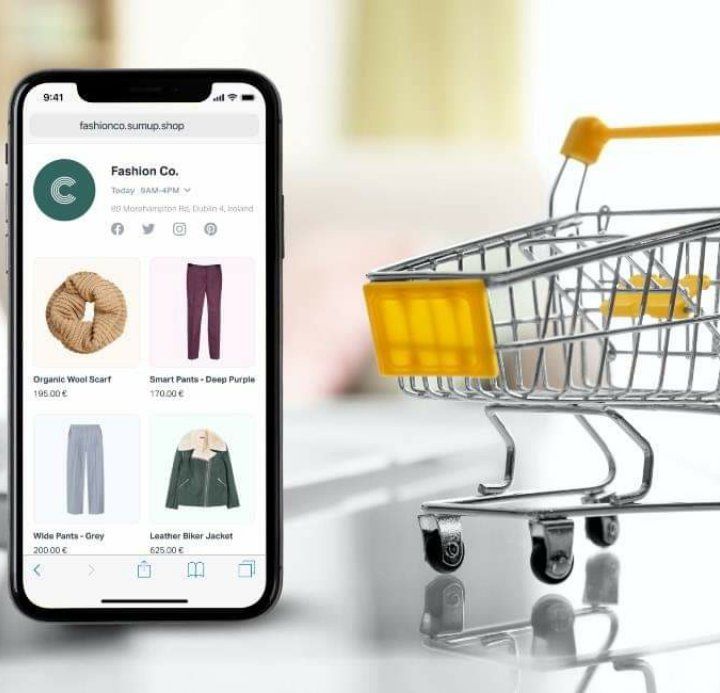 9:41
fashionco.sumup.shop
Fashion Co.
Today 9AM-4PM
69 Morehampton Rd, Dublin 4, Ireland
Organic Wool Scarf
195.00 €
Smart Pants - Deep Purple
170.00 €
Wide Pants - Grey
200.00 €
Leather Biker Jacket
625.00 €